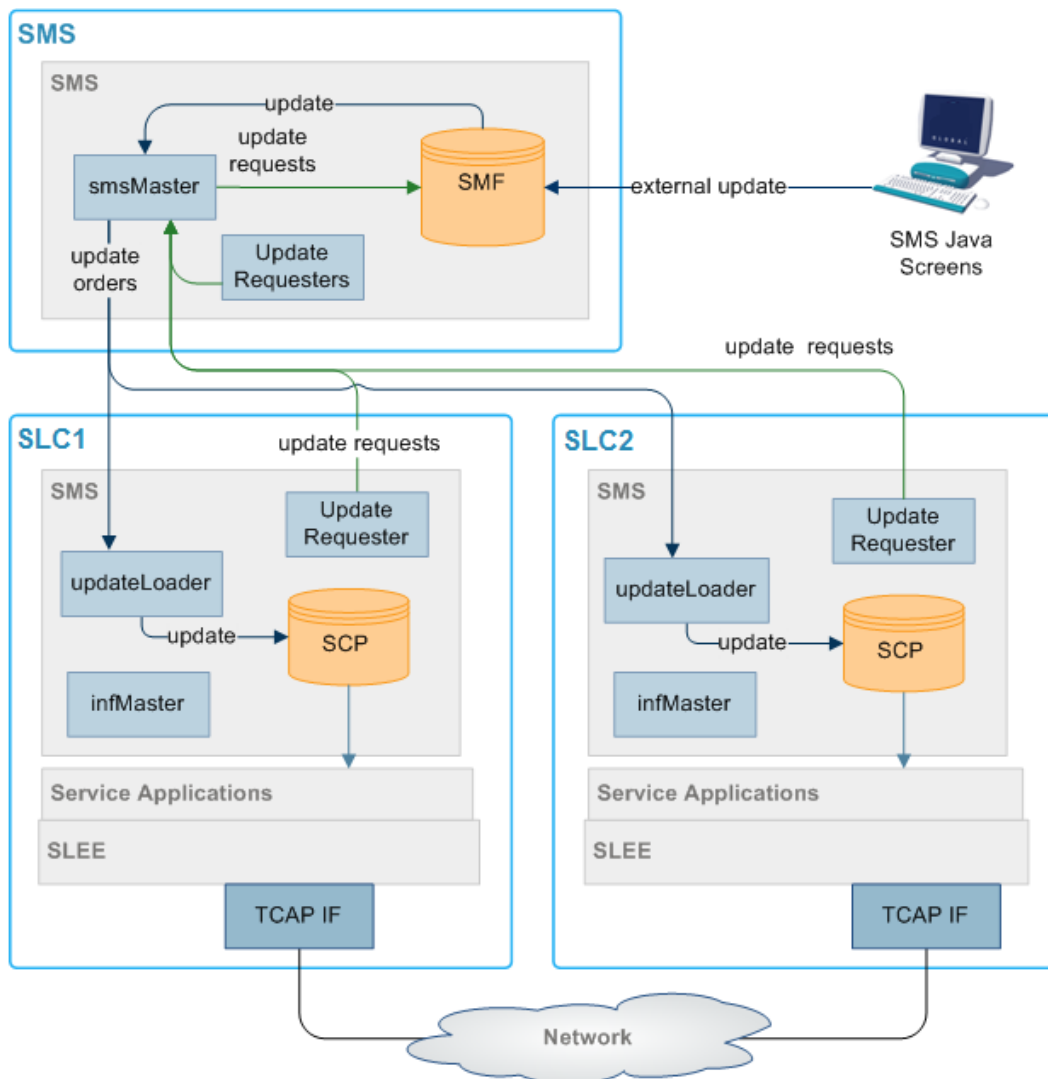 SMS
SMS
update
update
requests
smsMaster
SMF
external update
GLOBAL
SMS Java
Screens
update
orders
Update
Requesters
update requests
SLC1
update requests
SMS
Update
Requester
updateLoader
update
SCP
infMaster
Service Applications
SLEE
TCAP IF
SLC2
SMS
Update
Requester
updateLoader
update
SCP
infMaster
Service Applications
SLEE
TCAP IF
Network